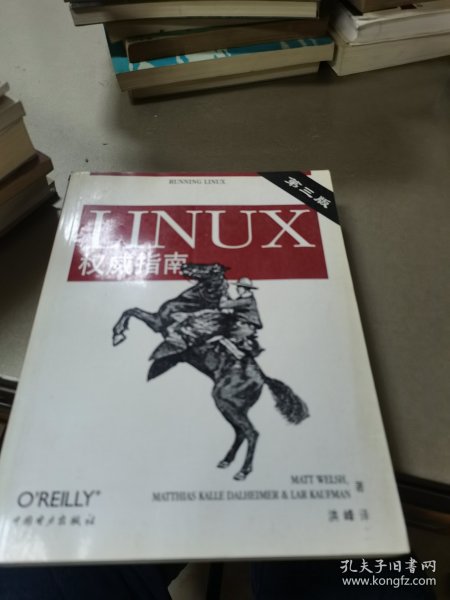 RUNNING LINUX
第三版
LINUX
权威指南
MATT WELSH,
MATTHIAS KALLE DALHEIMER & LAR KAUFMAN 著
洪峰 译
O'REILLY®
中国电力出版社
孔夫子旧书网
www.kongfz.com